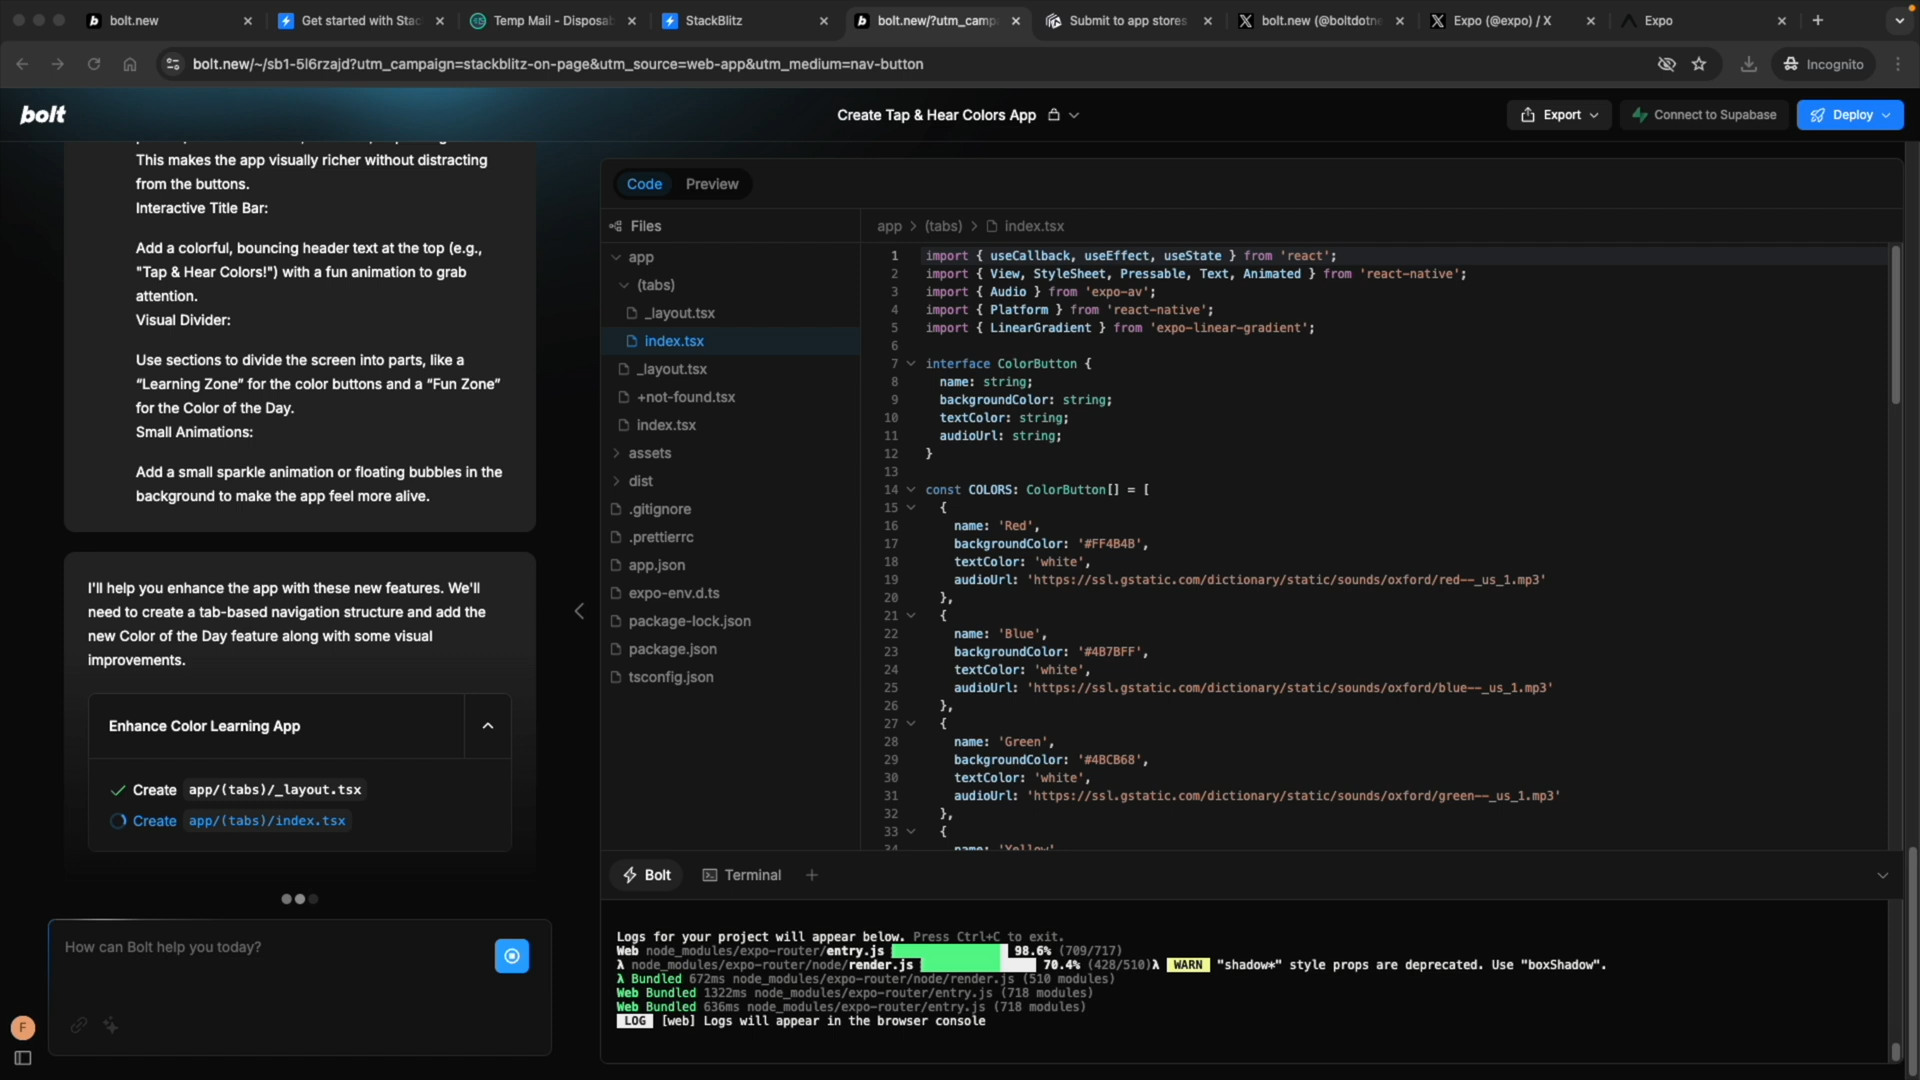 bolt.new
Get started with Stac
Temp Mail - Disposab
StackBlitz
bolt.new/?utm_camp
Submit to app stores
bolt.new (@boltdotne
Expo (@expo) / X
Expo
bolt.new/~/sb1-5l6rzajd?utm_campaign=stackblitz-on-page&utm_source=web-app&utm_medium=nav-button
Incognito
bolt
Create Tap & Hear Colors App
Export
Connect to Supabase
Deploy
This makes the app visually richer without distracting
from the buttons.
Interactive Title Bar:
Add a colorful, bouncing header text at the top (e.g.,
"Tap & Hear Colors!") with a fun animation to grab
attention.
Visual Divider:
Use sections to divide the screen into parts, like a
“Learning Zone” for the color buttons and a “Fun Zone”
for the Color of the Day.
Small Animations:
Add a small sparkle animation or floating bubbles in the
background to make the app feel more alive.
I'll help you enhance the app with these new features. We'll
need to create a tab-based navigation structure and add the
new Color of the Day feature along with some visual
improvements.
Enhance Color Learning App
Create app/(tabs)/_layout.tsx
Create app/(tabs)/index.tsx
How can Bolt help you today?
F
Code Preview
Files
app
(tabs)
_layout.tsx
index.tsx
_layout.tsx
+not-found.tsx
index.tsx
assets
dist
.gitignore
.prettierrc
app.json
expo-env.d.ts
package-lock.json
package.json
tsconfig.json
app > (tabs) > index.tsx
1 import { useCallback, useEffect, useState } from 'react';
2 import { View, StyleSheet, Pressable, Text, Animated } from 'react-native';
3 import { Audio } from 'expo-av';
4 import { Platform } from 'react-native';
5 import { LinearGradient } from 'expo-linear-gradient';
6
7 interface ColorButton {
8 name: string;
9 backgroundColor: string;
10 textColor: string;
11 audioUrl: string;
12 }
13
14 const COLORS: ColorButton[] = [
15 {
16 name: 'Red',
17 backgroundColor: '#FF4B4B',
18 textColor: 'white',
19 audioUrl: 'https://ssl.gstatic.com/dictionary/static/sounds/oxford/red--_us_1.mp3'
20 },
21 {
22 name: 'Blue',
23 backgroundColor: '#4B7BFF',
24 textColor: 'white',
25 audioUrl: 'https://ssl.gstatic.com/dictionary/static/sounds/oxford/blue--_us_1.mp3'
26 },
27 {
28 name: 'Green',
29 backgroundColor: '#4BCB68',
30 textColor: 'white',
31 audioUrl: 'https://ssl.gstatic.com/dictionary/static/sounds/oxford/green--_us_1.mp3'
32 },
33 {
34 name: 'Yellow',
Bolt Terminal
Logs for your project will appear below. Press Ctrl+C to exit.
Web node_modules/expo-router/entry.js 98.6% (709/717)
λ node_modules/expo-router/node/render.js 70.4% (428/510)λ WARN "shadow*" style props are deprecated. Use "boxShadow".
λ Bundled 672ms node_modules/expo-router/node/render.js (510 modules)
Web Bundled 1322ms node_modules/expo-router/entry.js (718 modules)
Web Bundled 636ms node_modules/expo-router/entry.js (718 modules)
LOG [web] Logs will appear in the browser console